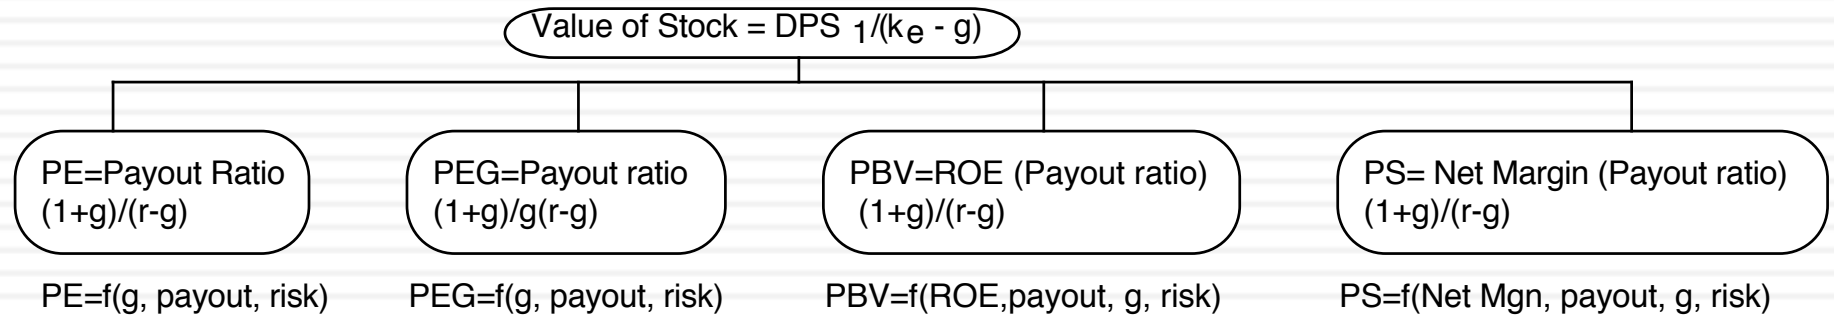 Value of Stock = DPS 1/(ke - g)
PE=Payout Ratio
(1+g)/(r-g)
PEG=Payout ratio
(1+g)/g(r-g)
PBV=ROE (Payout ratio)
(1+g)/(r-g)
PS= Net Margin (Payout ratio)
(1+g)/(r-g)
PE=f(g, payout, risk)
PEG=f(g, payout, risk)
PBV=f(ROE,payout, g, risk)
PS=f(Net Mgn, payout, g, risk)